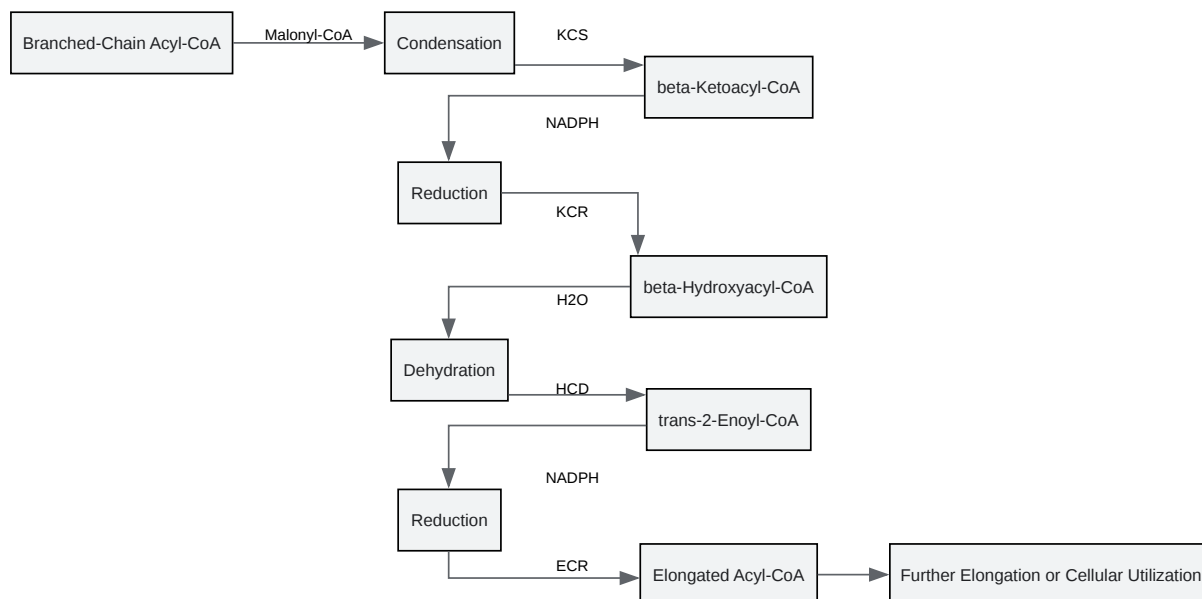 Branched-Chain Acyl-CoA
Malonyl-CoA
Condensation
KCS
beta-Ketoacyl-CoA
NADPH
Reduction
KCR
beta-Hydroxyacyl-CoA
H2O
Dehydration
HCD
trans-2-Enoyl-CoA
NADPH
Reduction
ECR
Elongated Acyl-CoA
Further Elongation or Cellular Utilization